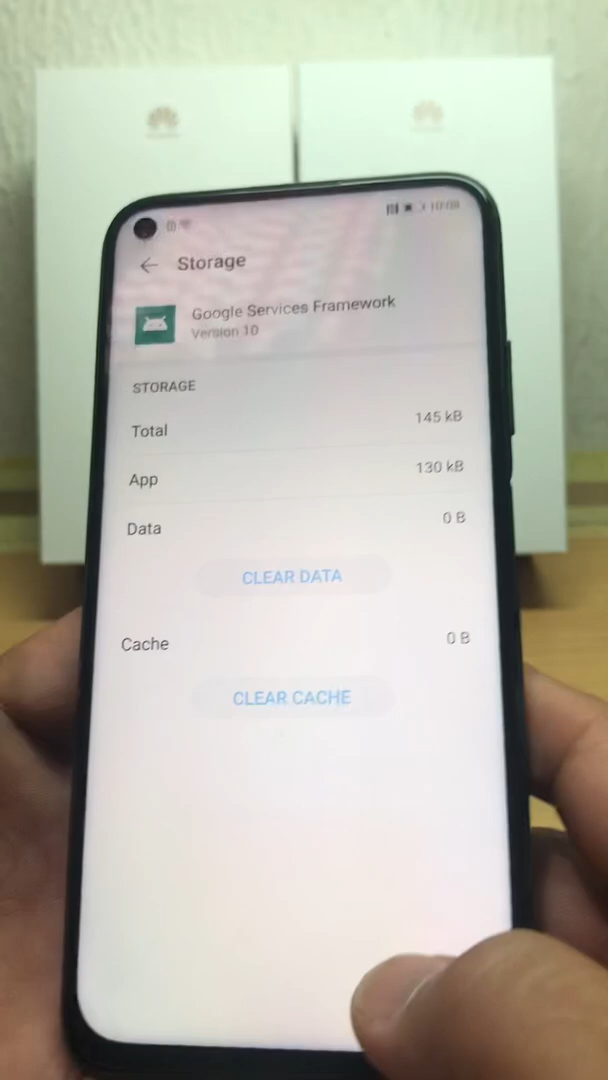 Storage
Google Services Framework
Version 10
STORAGE
Total 145 kB
App 130 kB
Data 0 B
CLEAR DATA
Cache 0 B
CLEAR CACHE